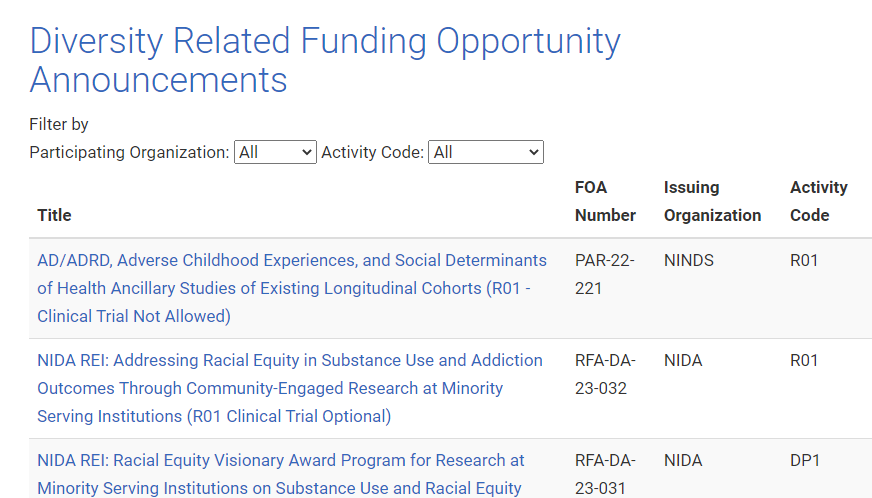 Diversity Related Funding Opportunity
Announcements
Filter by
Participating Organization: All Activity Code: All
Title FOA Number Issuing Organization Activity Code
AD/ADRD, Adverse Childhood Experiences, and Social Determinants PAR-22- NINDS R01
of Health Ancillary Studies of Existing Longitudinal Cohorts (R01 - 221
Clinical Trial Not Allowed)
NIDA REI: Addressing Racial Equity in Substance Use and Addiction RFA-DA- NIDA R01
Outcomes Through Community-Engaged Research at Minority 23-032
Serving Institutions (R01 Clinical Trial Optional)
NIDA REI: Racial Equity Visionary Award Program for Research at RFA-DA- NIDA DP1
Minority Serving Institutions on Substance Use and Racial Equity 23-031